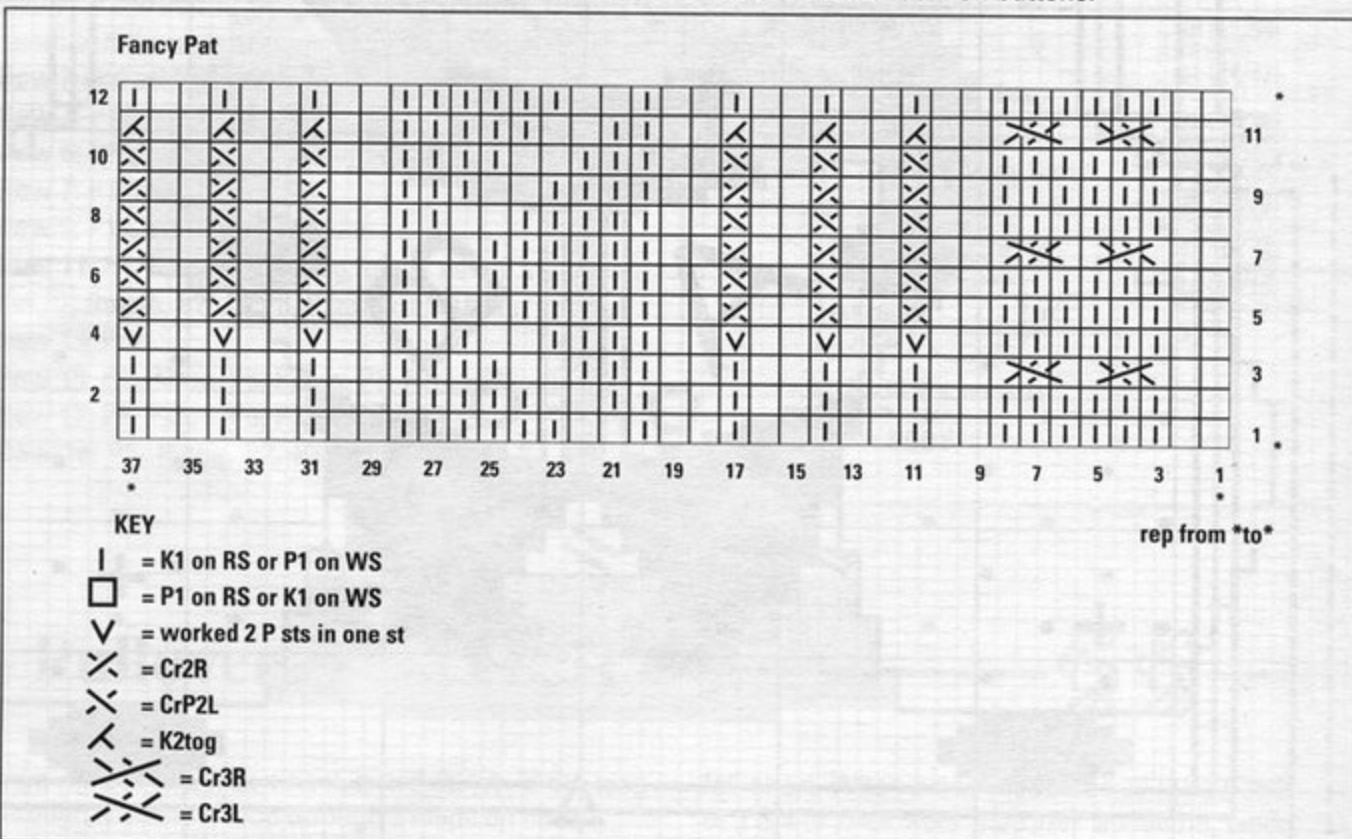 Fancy Pat
12
11
10
9
8
7
6
5
4
3
2
1
37 35 33 31 29 27 25 23 21 19 17 15 13 11 9 7 5 3 1
* *
KEY
rep from *to*
= K1 on RS or P1 on WS
= P1 on RS or K1 on WS
= worked 2 P sts in one st
= Cr2R
= CrP2L
= K2tog
= Cr3R
= Cr3L